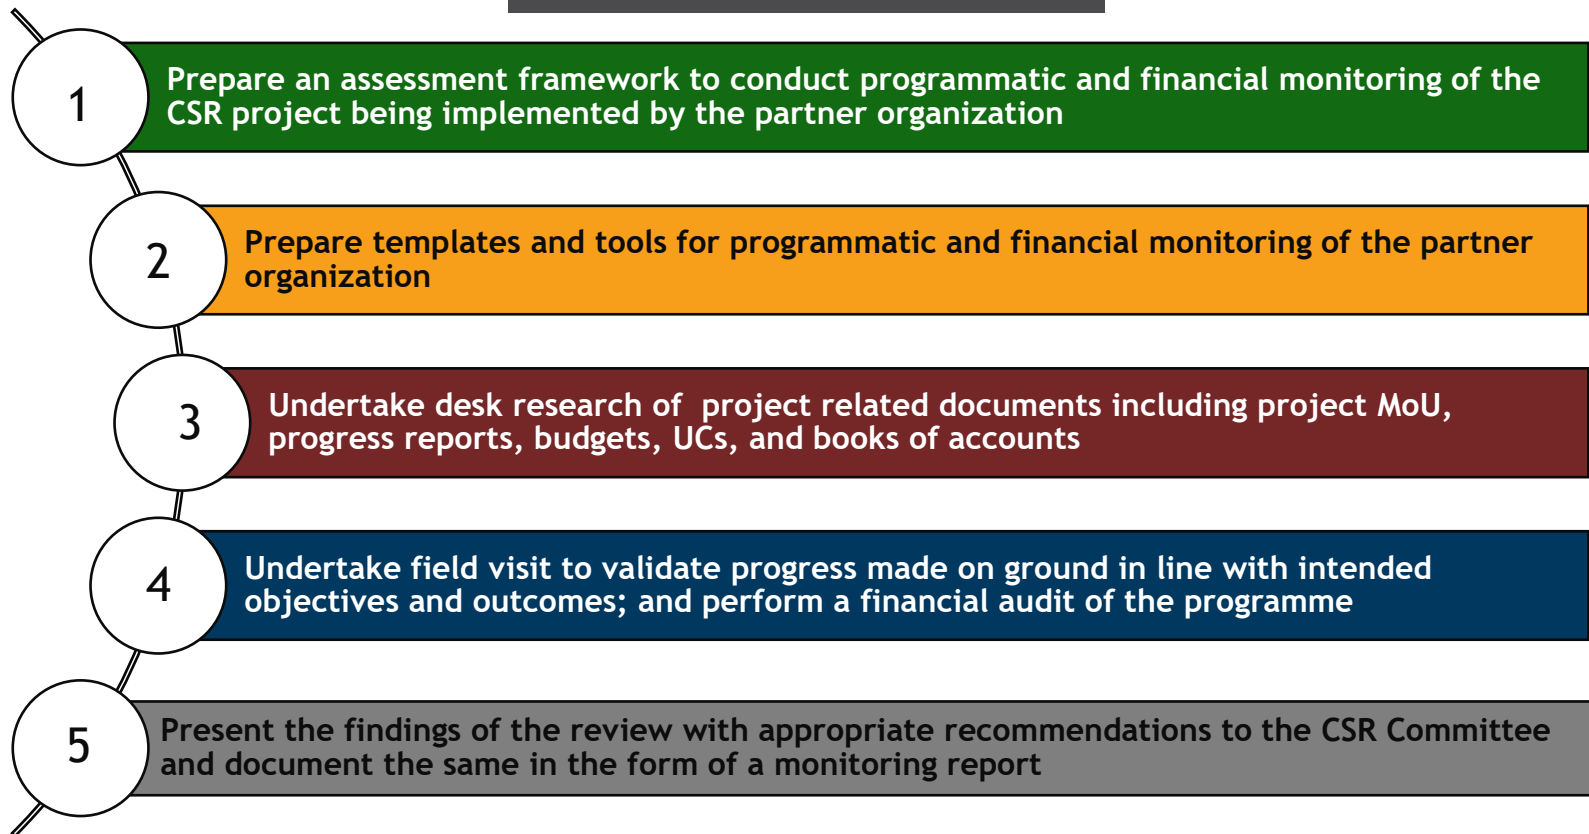 1
Prepare an assessment framework to conduct programmatic and financial monitoring of the
CSR project being implemented by the partner organization
2
Prepare templates and tools for programmatic and financial monitoring of the partner
organization
3
Undertake desk research of  project related documents including project MoU,
progress reports, budgets, UCs, and books of accounts
4
Undertake field visit to validate progress made on ground in line with intended
objectives and outcomes; and perform a financial audit of the programme
5
Present the findings of the review with appropriate recommendations to the CSR Committee
and document the same in the form of a monitoring report